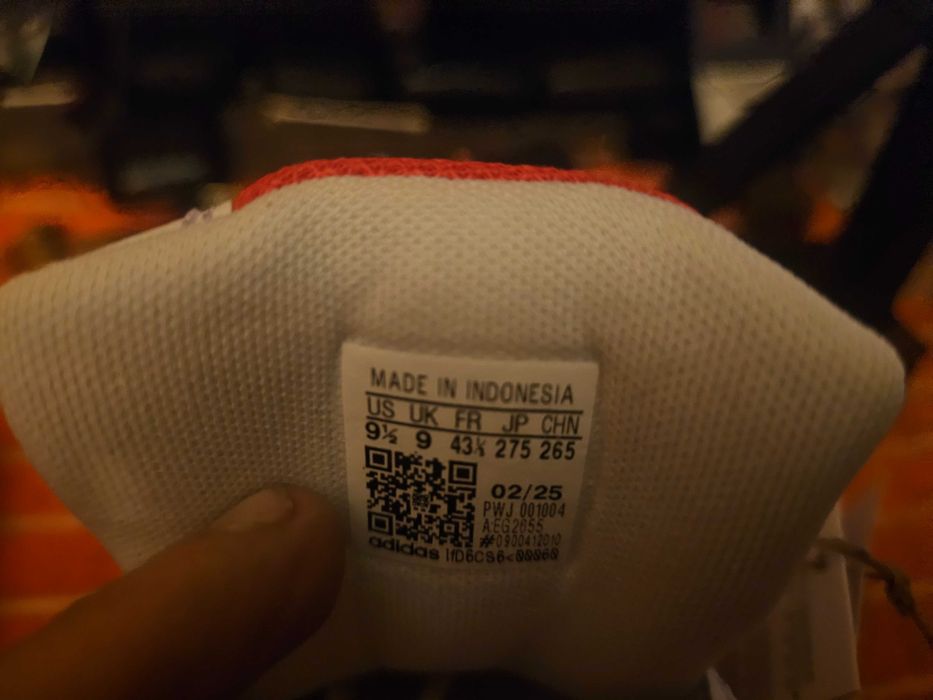 MADE IN INDONESIA
US UK FR JP CHN
9½ 9 43⅓ 275 265
02/25
PWJ 001004
AEG2655
#0900412010
adidas